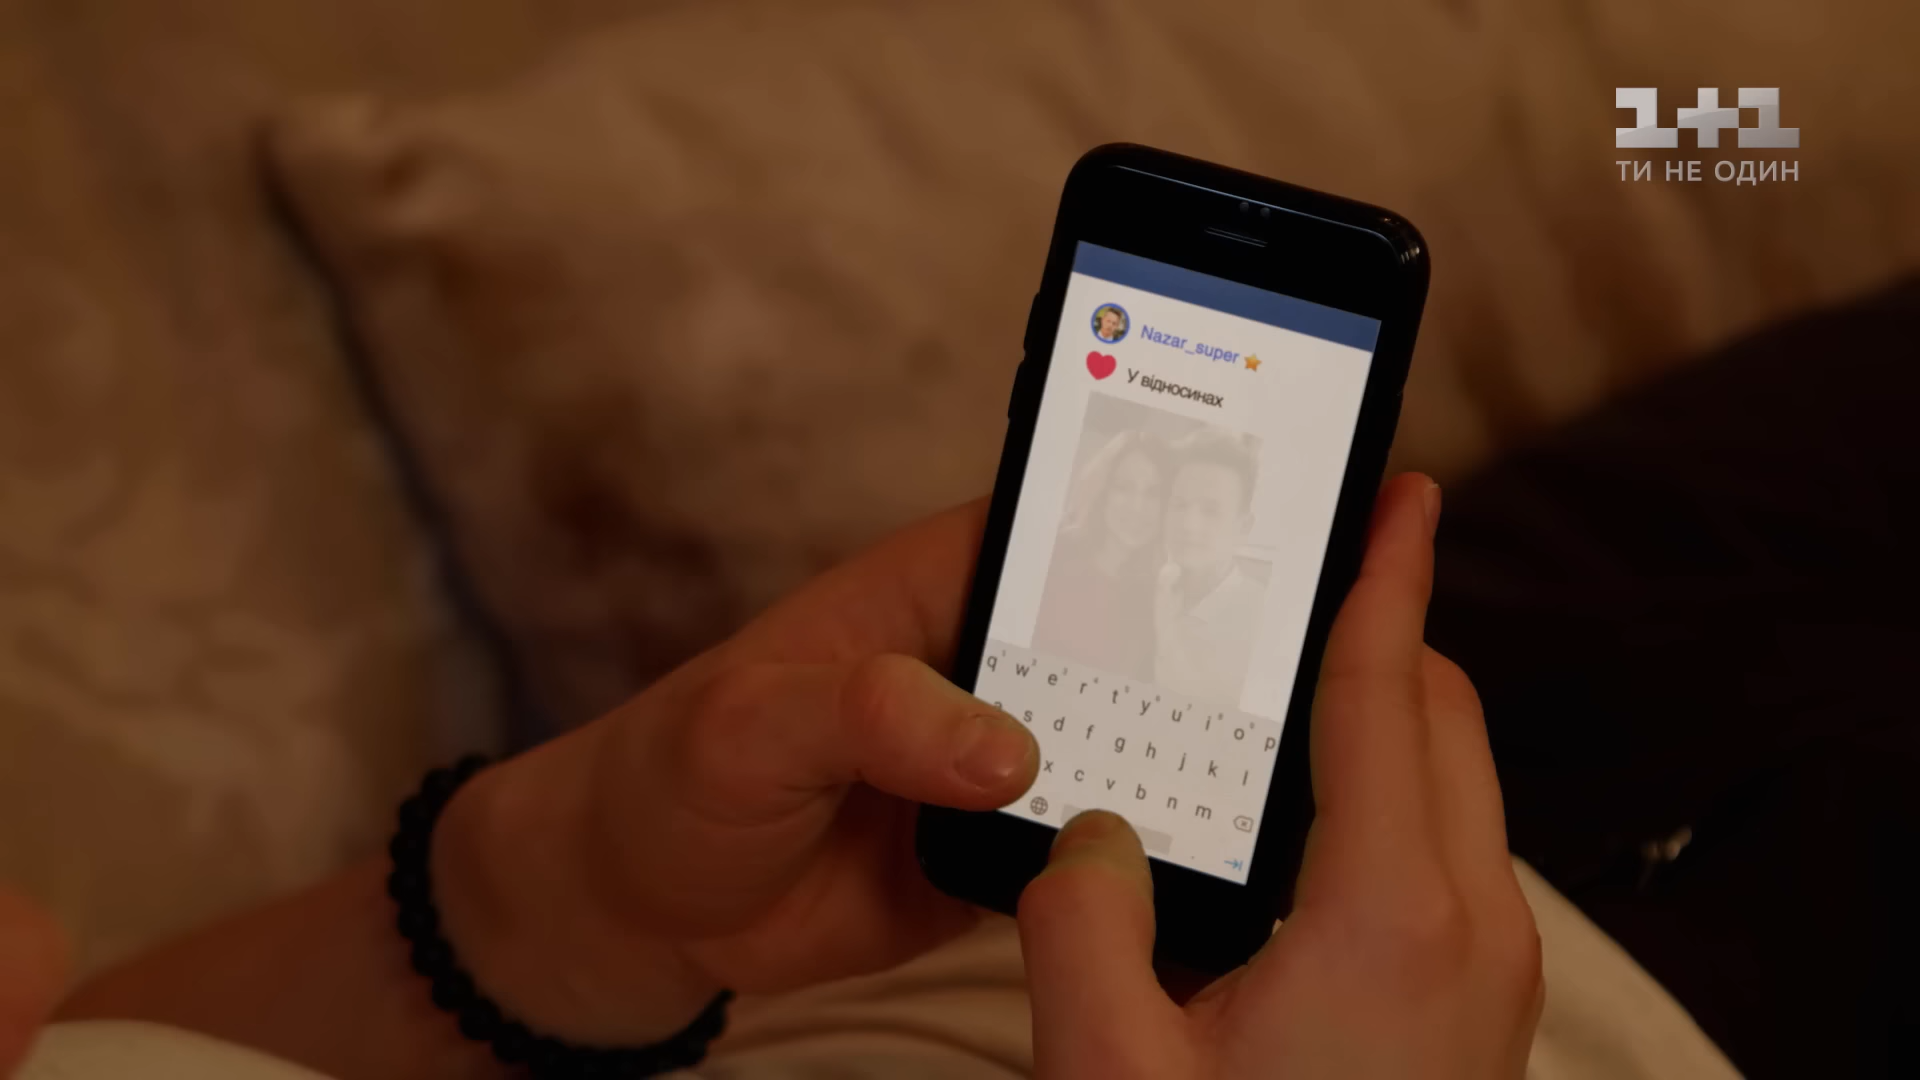 1+1
ТИ НЕ ОДИН
Nazar_super
У відносинах
q w e r t y u i o p
a s d f g h j k l
x c v b n m